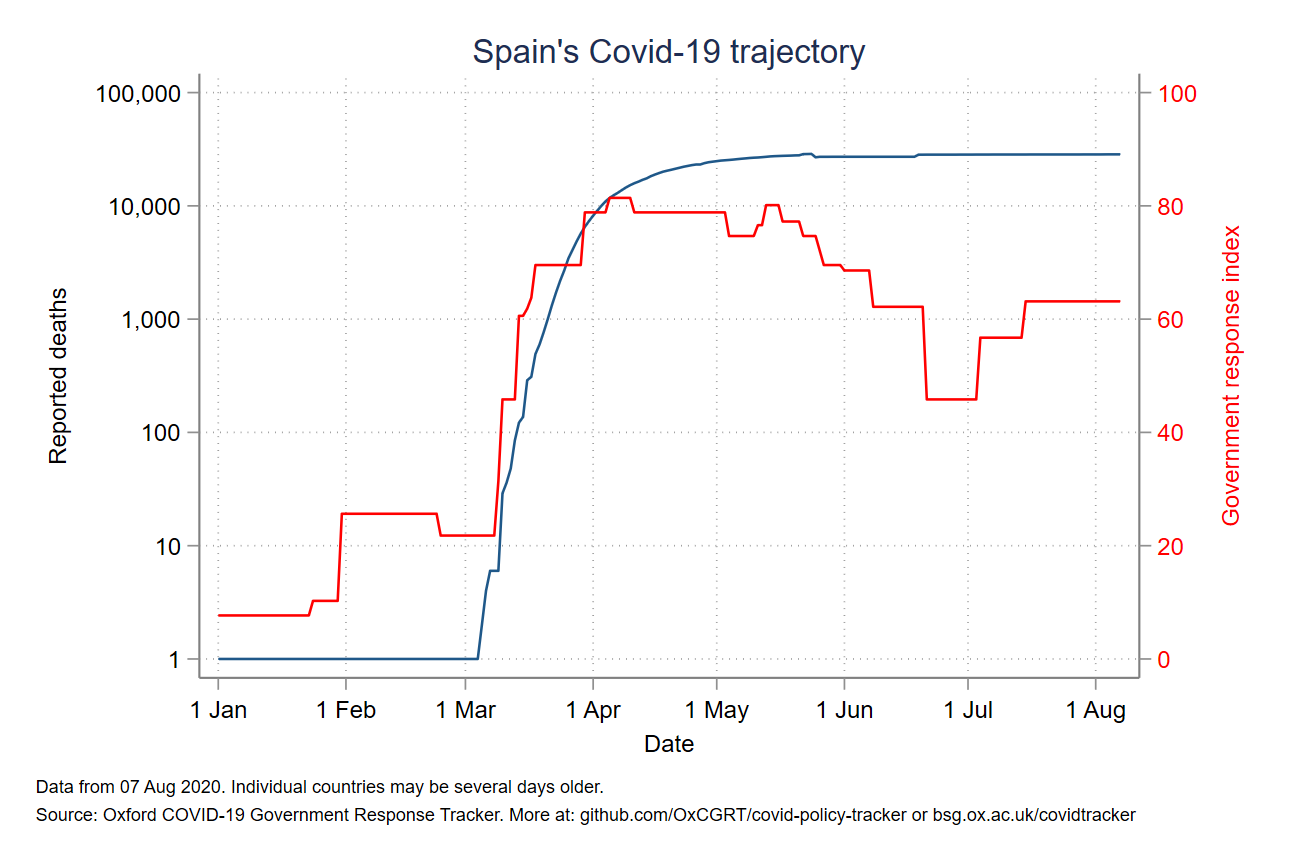 Spain's Covid-19 trajectory
100,000
10,000
1,000
100
10
1
Reported deaths
100
80
60
40
20
0
Government response index
1 Jan
1 Feb
1 Mar
1 Apr
1 May
1 Jun
1 Jul
1 Aug
Date
Data from 07 Aug 2020. Individual countries may be several days older.
Source: Oxford COVID-19 Government Response Tracker. More at: github.com/OxCGRT/covid-policy-tracker or bsg.ox.ac.uk/covidtracker